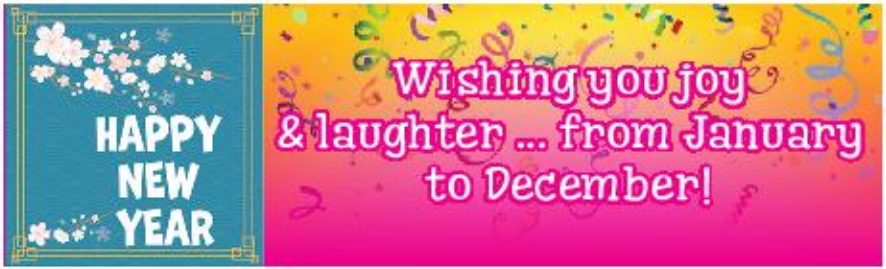 HAPPY
NEW
YEAR
Wishing you joy
& laughter ... from January
to December!